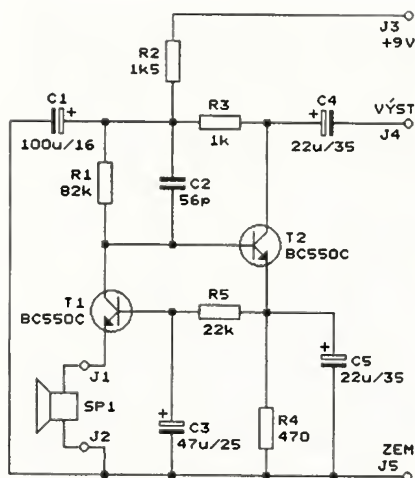 J3
+9V
R2
1k5
C1
+
100u/16
R3
1k
C4
+
22u/35
VÝST
J4
R1
82k
C2
56p
T2
BC550C
T1
BC550C
R5
22k
J1
SP1
J2
+
C3
47u/25
R4
470
+
C5
22u/35
ZEM
J5